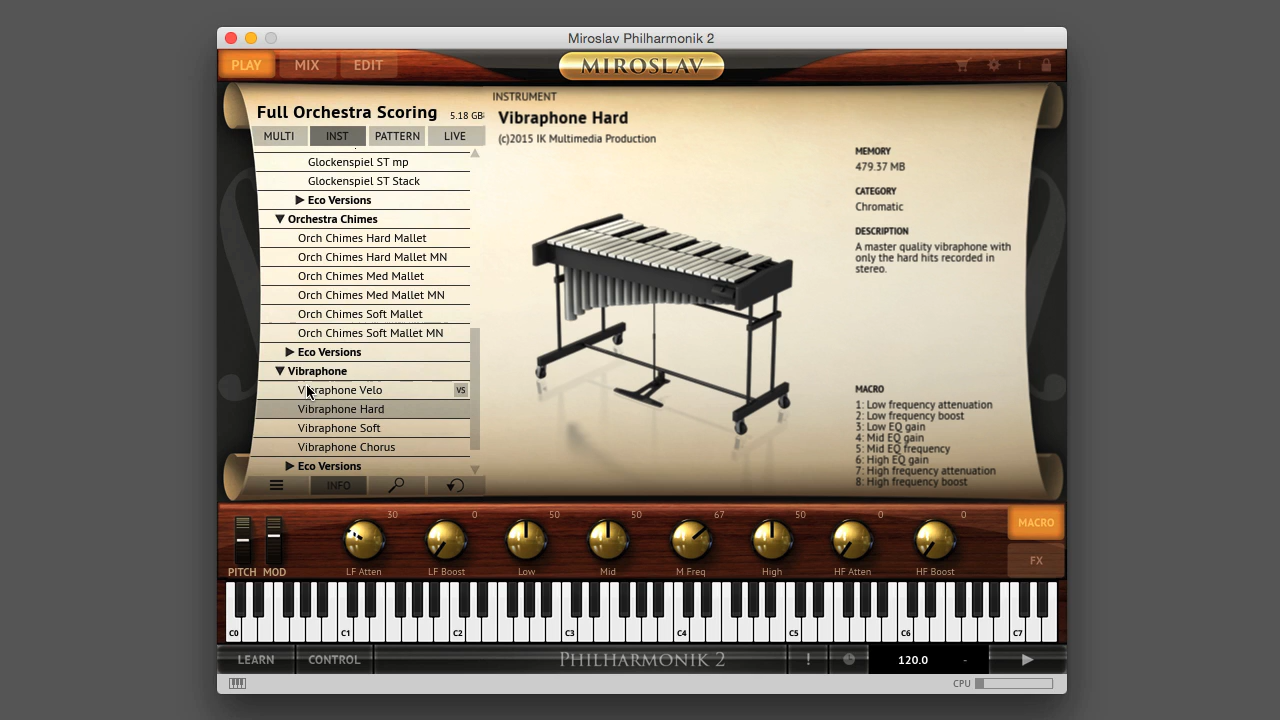 Miroslav Philharmonik 2
PLAY MIX EDIT
MIROSLAV
i
INSTRUMENT
Full Orchestra Scoring 5.18 GB
Vibraphone Hard
MULTI INST PATTERN LIVE
(c)2015 IK Multimedia Production
Glockenspiel ST mp
Glockenspiel ST Stack
Eco Versions
Orchestra Chimes
Orch Chimes Hard Mallet
Orch Chimes Hard Mallet MN
Orch Chimes Med Mallet
Orch Chimes Med Mallet MN
Orch Chimes Soft Mallet
Orch Chimes Soft Mallet MN
Eco Versions
Vibraphone
Vibraphone Velo VS
Vibraphone Hard
Vibraphone Soft
Vibraphone Chorus
Eco Versions
INFO
MEMORY
479.37 MB
CATEGORY
Chromatic
DESCRIPTION
A master quality vibraphone with
only the hard hits recorded in
stereo.
MACRO
1: Low frequency attenuation
2: Low frequency boost
3: Low EQ gain
4: Mid EQ gain
5: Mid EQ frequency
6: High EQ gain
7: High frequency attenuation
8: High frequency boost
30 0 50 50 67 50 0 0
MACRO
FX
PITCH MOD LF Atten LF Boost Low Mid M Freq High HF Atten HF Boost
C0 C1 C2 C3 C4 C5 C6 C7
LEARN CONTROL PHILHARMONIK 2 ! 120.0 -
CPU